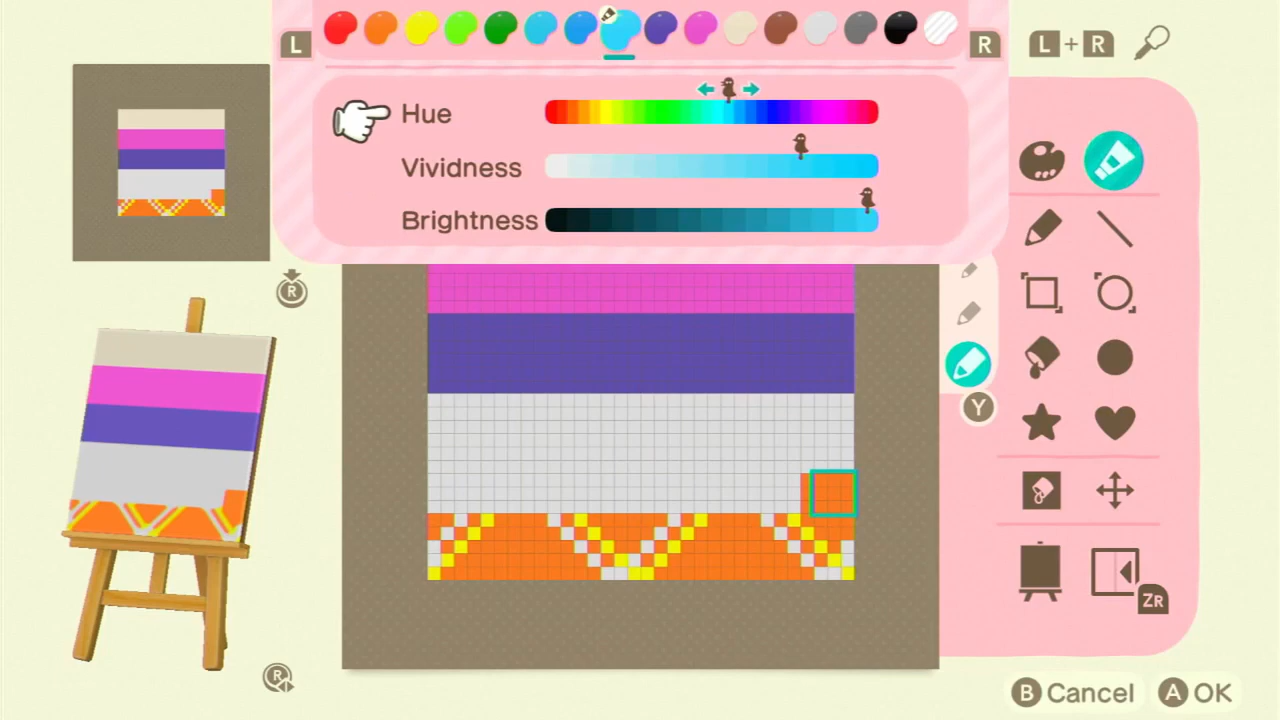 L
R
L + R
Hue
Vividness
Brightness
R
Y
ZR
R
B Cancel
A OK